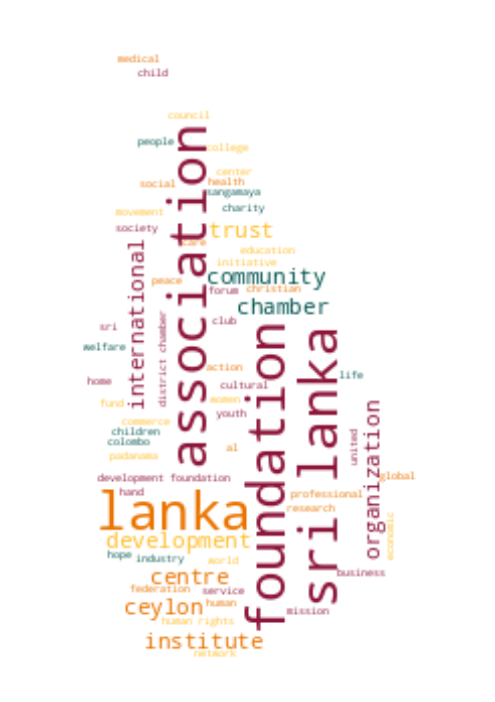 medical
child
council
people
college
association
center
social
health
sangamaya
charity
movement
society
trust
care
education
international
initiative
community
peace
forum
christian
chamber
district chamber
club
sri
foundation
sri lanka
welfare
action
life
home
cultural
women
fund
youth
organization
commerce
children
united
colombo
al
padanama
development foundation
global
hand
professional
lanka
research
economic
development
hope
industry
world
centre
business
federation
service
ceylon
human
mission
human rights
institute
network